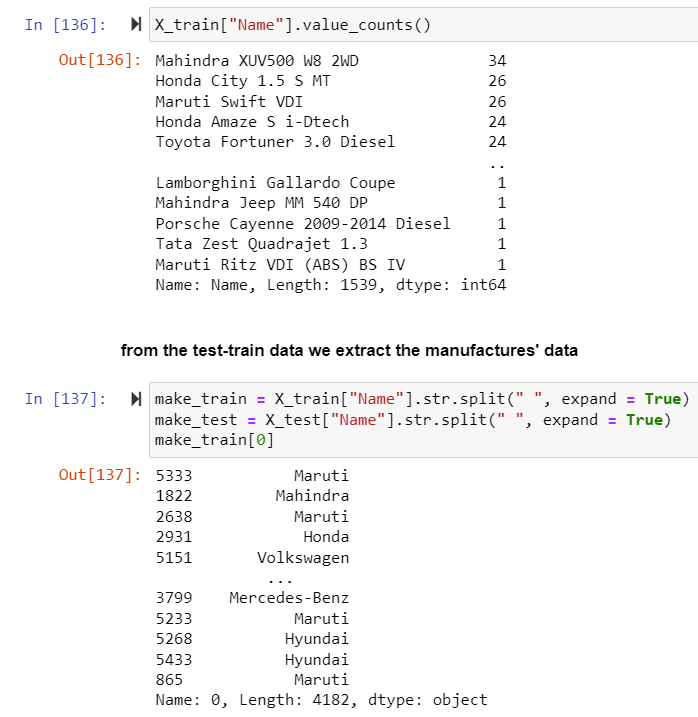 In [136]: X_train["Name"].value_counts()
Out[136]: Mahindra XUV500 W8 2WD 34
Honda City 1.5 S MT 26
Maruti Swift VDI 26
Honda Amaze S i-Dtech 24
Toyota Fortuner 3.0 Diesel 24
..
Lamborghini Gallardo Coupe 1
Mahindra Jeep MM 540 DP 1
Porsche Cayenne 2009-2014 Diesel 1
Tata Zest Quadrajet 1.3 1
Maruti Ritz VDI (ABS) BS IV 1
Name: Name, Length: 1539, dtype: int64
from the test-train data we extract the manufactures' data
In [137]: make_train = X_train["Name"].str.split(" ", expand = True)
make_test = X_test["Name"].str.split(" ", expand = True)
make_train[0]
Out[137]: 5333 Maruti
1822 Mahindra
2638 Maruti
2931 Honda
5151 Volkswagen
...
3799 Mercedes-Benz
5233 Maruti
5268 Hyundai
5433 Hyundai
865 Maruti
Name: 0, Length: 4182, dtype: object